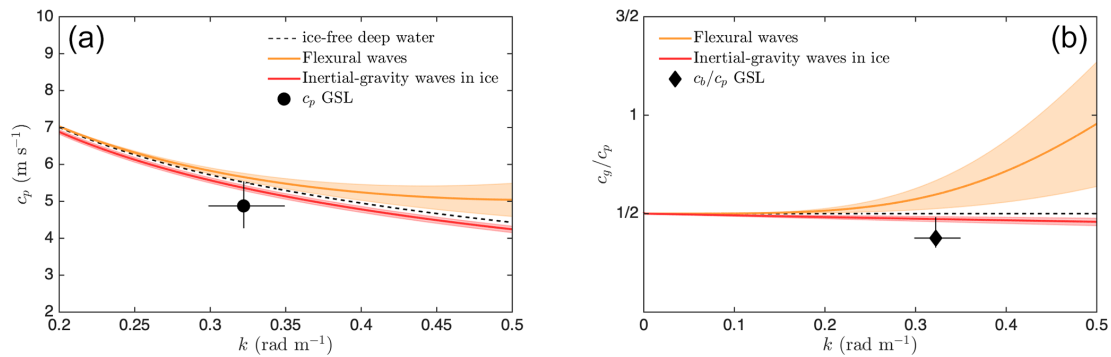 (a)
10
9
8
7
6
5
4
3
2
c_p (m s⁻¹)
ice-free deep water
Flexural waves
Inertial-gravity waves in ice
c_p GSL
0.2
0.25
0.3
0.35
0.4
0.45
0.5
k (rad m⁻¹)
(b)
3/2
1
1/2
c_g/c_p
Flexural waves
Inertial-gravity waves in ice
c_b/c_p GSL
0
0.1
0.2
0.3
0.4
0.5
k (rad m⁻¹)